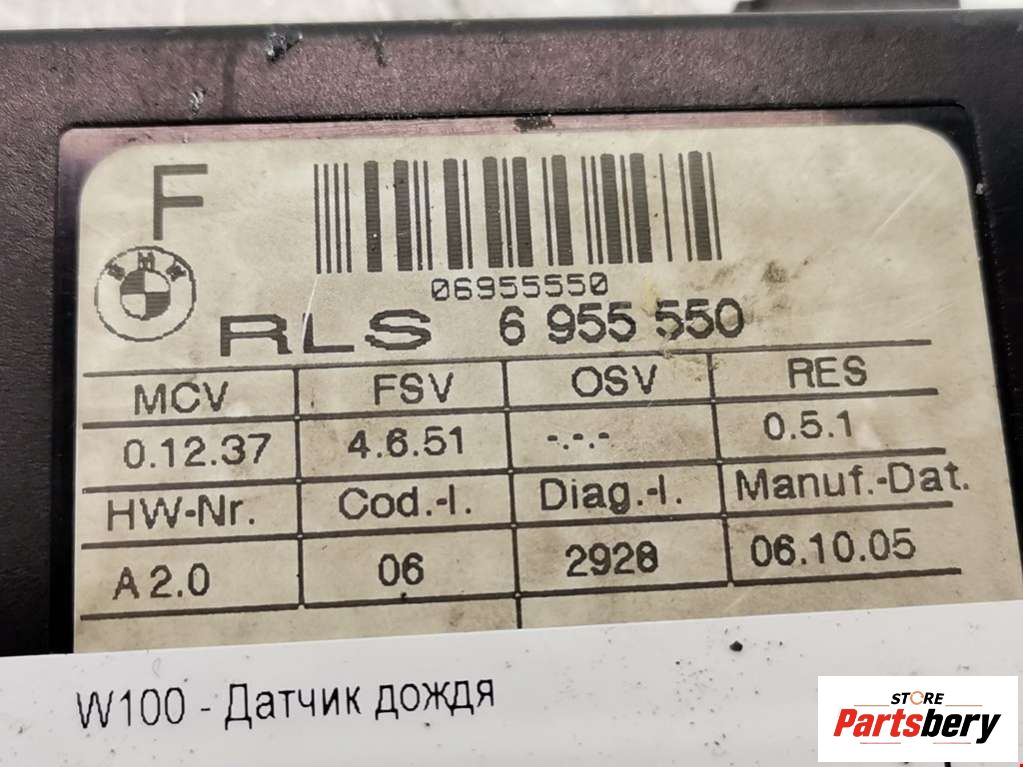 F
BMW
06955550
RLS 6 955 550
MCV FSV OSV RES
0.12.37 4.6.51 -.-.- 0.5.1
HW-Nr. Cod.-I. Diag.-I. Manuf.-Dat.
A 2.0 06 2928 06.10.05
W100 - Датчик дождя
STORE
Partsbery